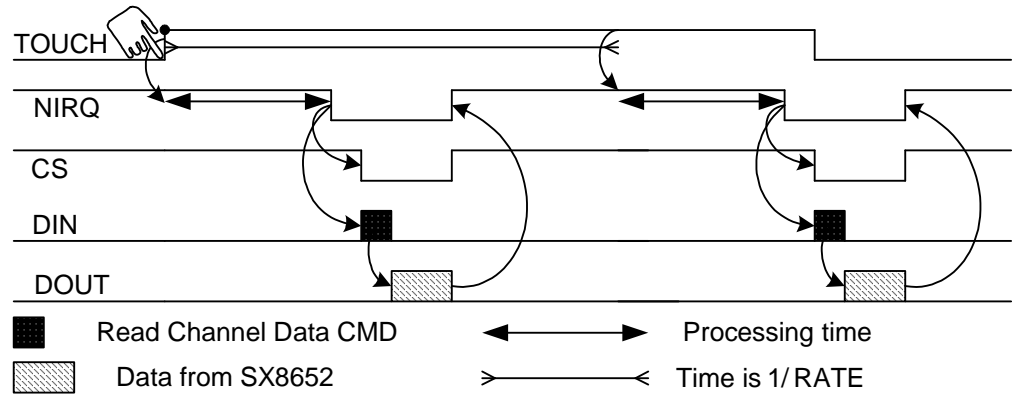 TOUCH
NIRQ
CS
DIN
DOUT
Read Channel Data CMD
Processing time
Data from SX8652
Time is 1/ RATE